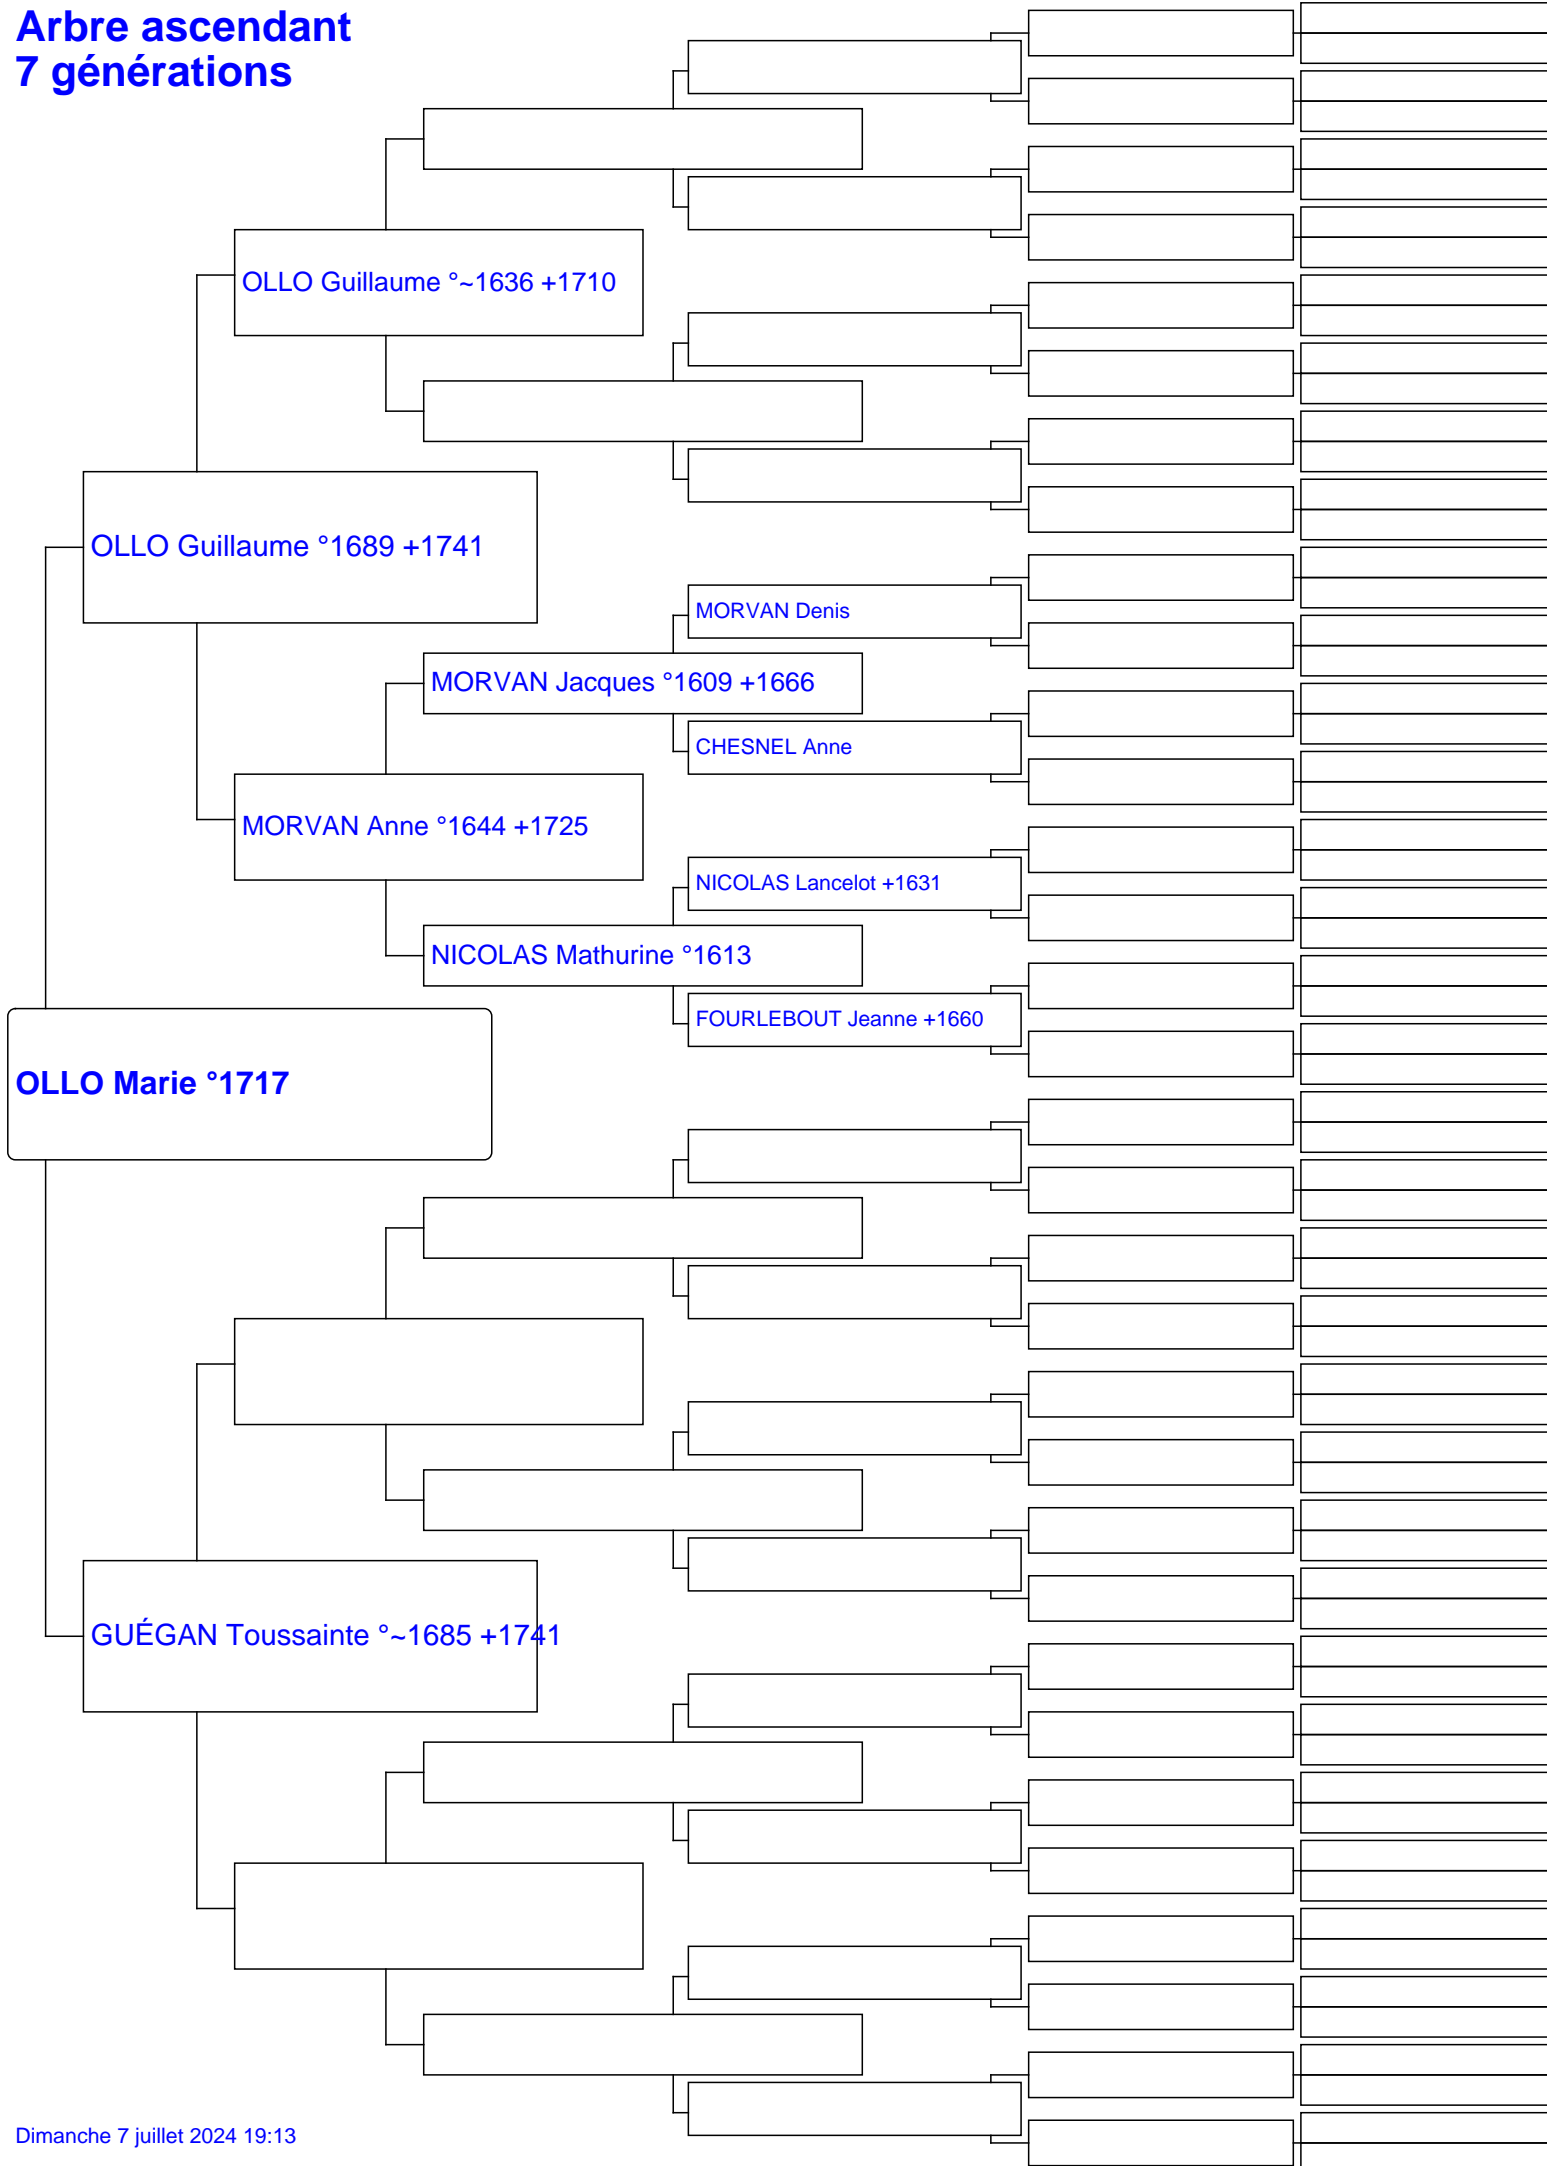 Arbre ascendant
7 générations
OLLO Guillaume °~1636 +1710
OLLO Guillaume °1689 +1741
MORVAN Denis
MORVAN Jacques °1609 +1666
CHESNEL Anne
MORVAN Anne °1644 +1725
NICOLAS Lancelot +1631
NICOLAS Mathurine °1613
FOURLEBOUT Jeanne +1660
OLLO Marie °1717
GUÉGAN Toussainte °~1685 +1741
Dimanche 7 juillet 2024 19:13